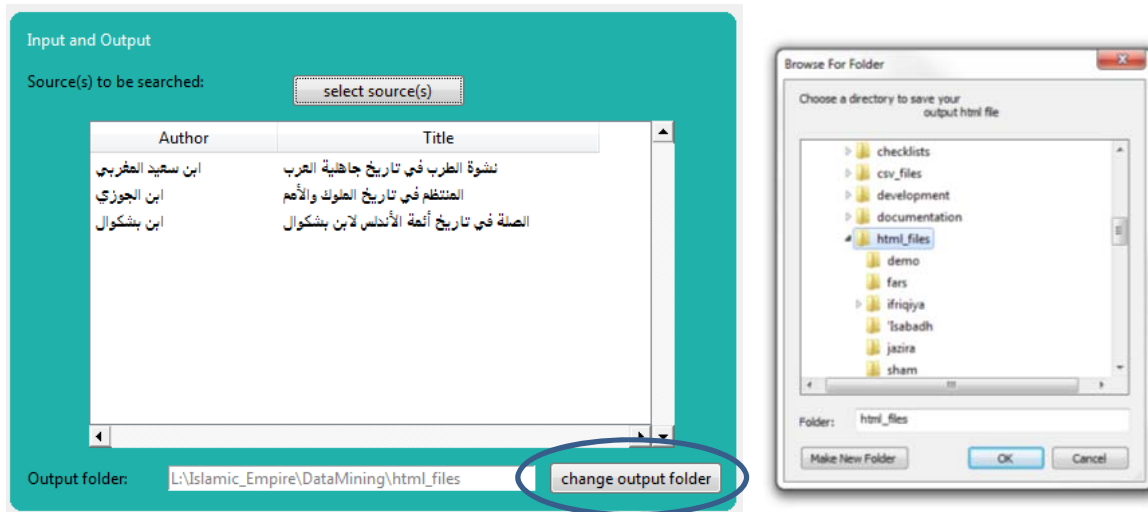 Input and Output
Source(s) to be searched:
select source(s)
Author Title
ابن سعيد المغربي نشوة الطرب في تاريخ جاهلية العرب
ابن الجوزي المنتظم في تاريخ الملوك والأمم
ابن بشكوال الصلة في تاريخ أئمة الأندلس لابن بشكوال
Output folder: L:\Islamic_Empire\DataMining\html_files change output folder
Browse For Folder
Choose a directory to save your
output html file
checklists
csv_files
development
documentation
html_files
demo
fars
ifriqiya
'Isabadh
jazira
sham
Folder: html_files
Make New Folder OK Cancel